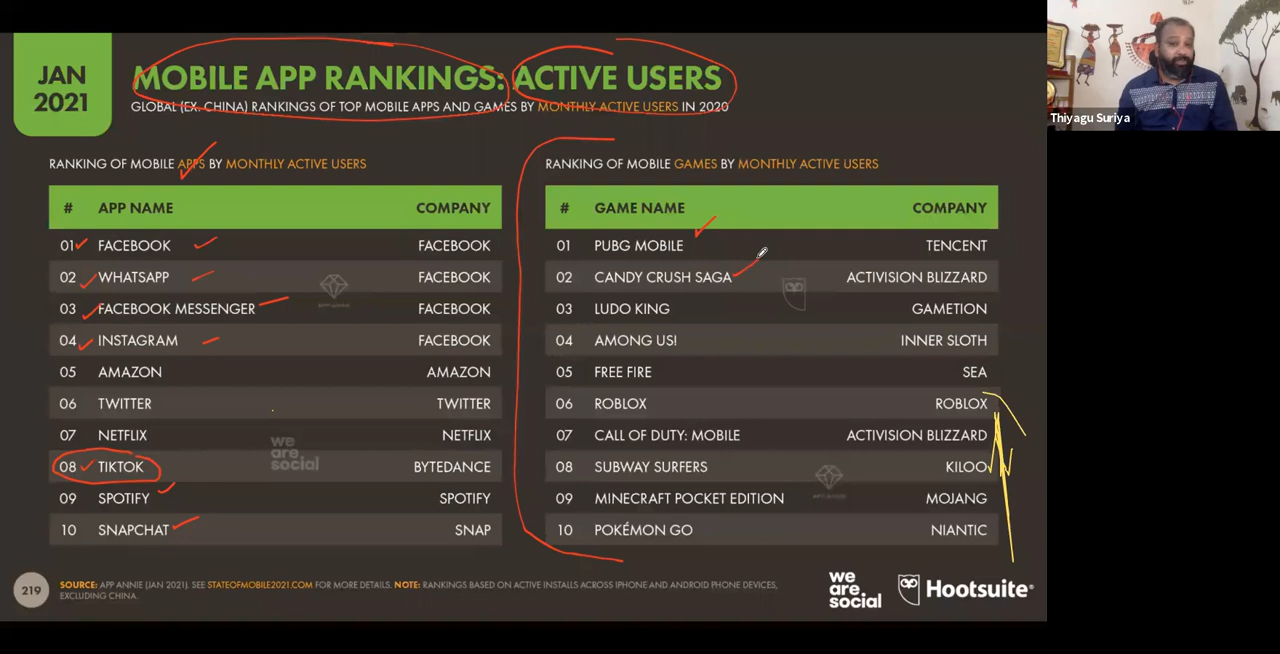 JAN
2021
MOBILE APP RANKINGS: ACTIVE USERS
GLOBAL (EX. CHINA) RANKINGS OF TOP MOBILE APPS AND GAMES BY MONTHLY ACTIVE USERS IN 2020
Thiyagu Suriya
RANKING OF MOBILE APPS BY MONTHLY ACTIVE USERS
# APP NAME COMPANY
01 FACEBOOK FACEBOOK
02 WHATSAPP FACEBOOK
03 FACEBOOK MESSENGER FACEBOOK
04 INSTAGRAM FACEBOOK
05 AMAZON AMAZON
06 TWITTER TWITTER
07 NETFLIX NETFLIX
08 TIKTOK BYTEDANCE
09 SPOTIFY SPOTIFY
10 SNAPCHAT SNAP
we
are
social
RANKING OF MOBILE GAMES BY MONTHLY ACTIVE USERS
# GAME NAME COMPANY
01 PUBG MOBILE TENCENT
02 CANDY CRUSH SAGA ACTIVISION BLIZZARD
03 LUDO KING GAMETION
04 AMONG US! INNER SLOTH
05 FREE FIRE SEA
06 ROBLOX ROBLOX
07 CALL OF DUTY: MOBILE ACTIVISION BLIZZARD
08 SUBWAY SURFERS KILOO
09 MINECRAFT POCKET EDITION MOJANG
10 POKÉMON GO NIANTIC
219
SOURCE: APP ANNIE (JAN 2021). SEE STATEOFMOBILE2021.COM FOR MORE DETAILS. NOTE: RANKINGS BASED ON ACTIVE INSTALLS ACROSS IPHONE AND ANDROID PHONE DEVICES,
EXCLUDING CHINA.
we
are
social
Hootsuite®